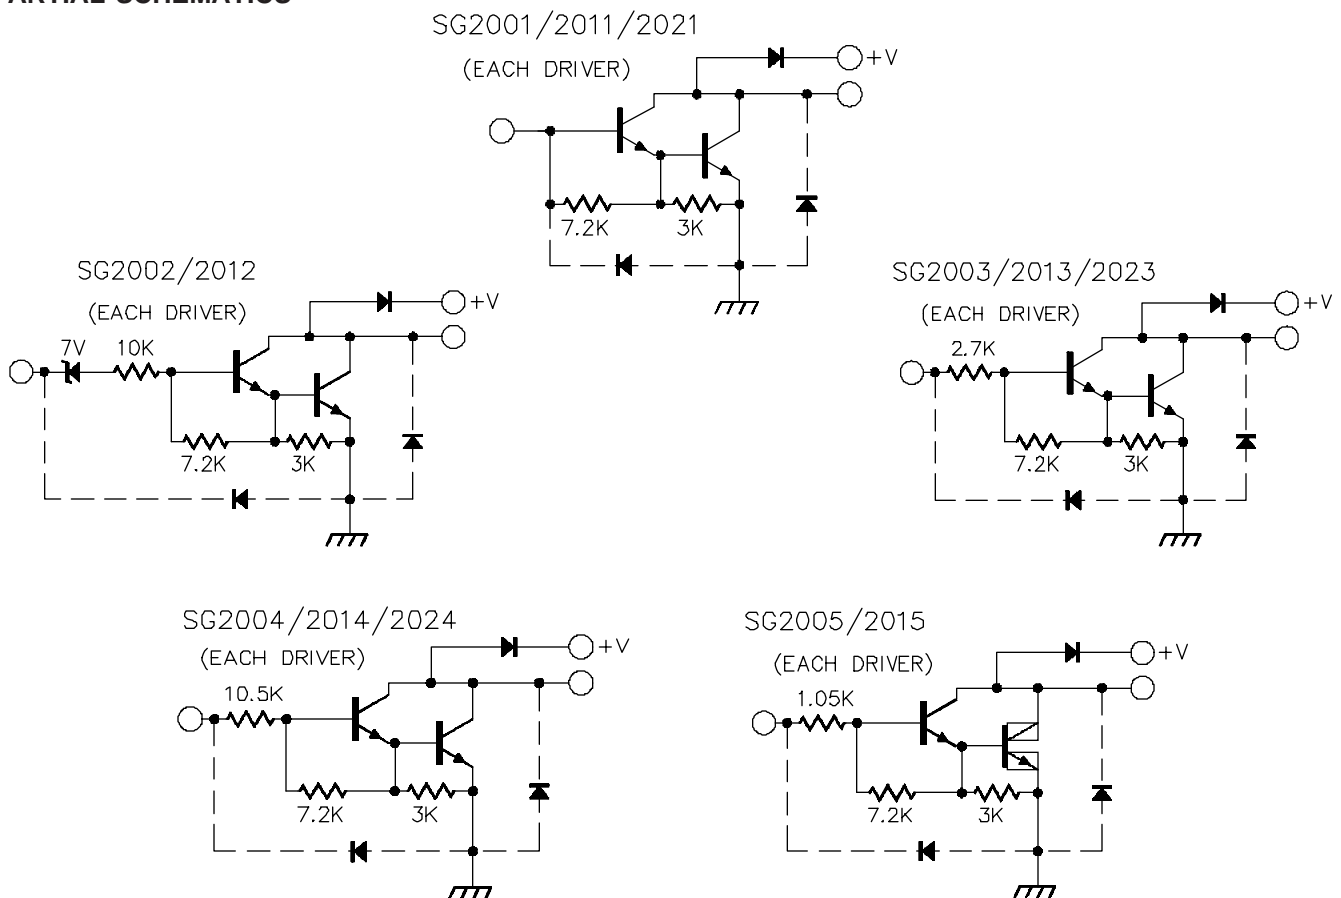 ARTIAL SCHEMATICS
SG2001/2011/2021
(EACH DRIVER)
+V
7.2K
3K
SG2002/2012
(EACH DRIVER)
+V
7V
10K
7.2K
3K
SG2003/2013/2023
(EACH DRIVER)
+V
2.7K
7.2K
3K
SG2004/2014/2024
(EACH DRIVER)
+V
10.5K
7.2K
3K
SG2005/2015
(EACH DRIVER)
+V
1.05K
7.2K
3K